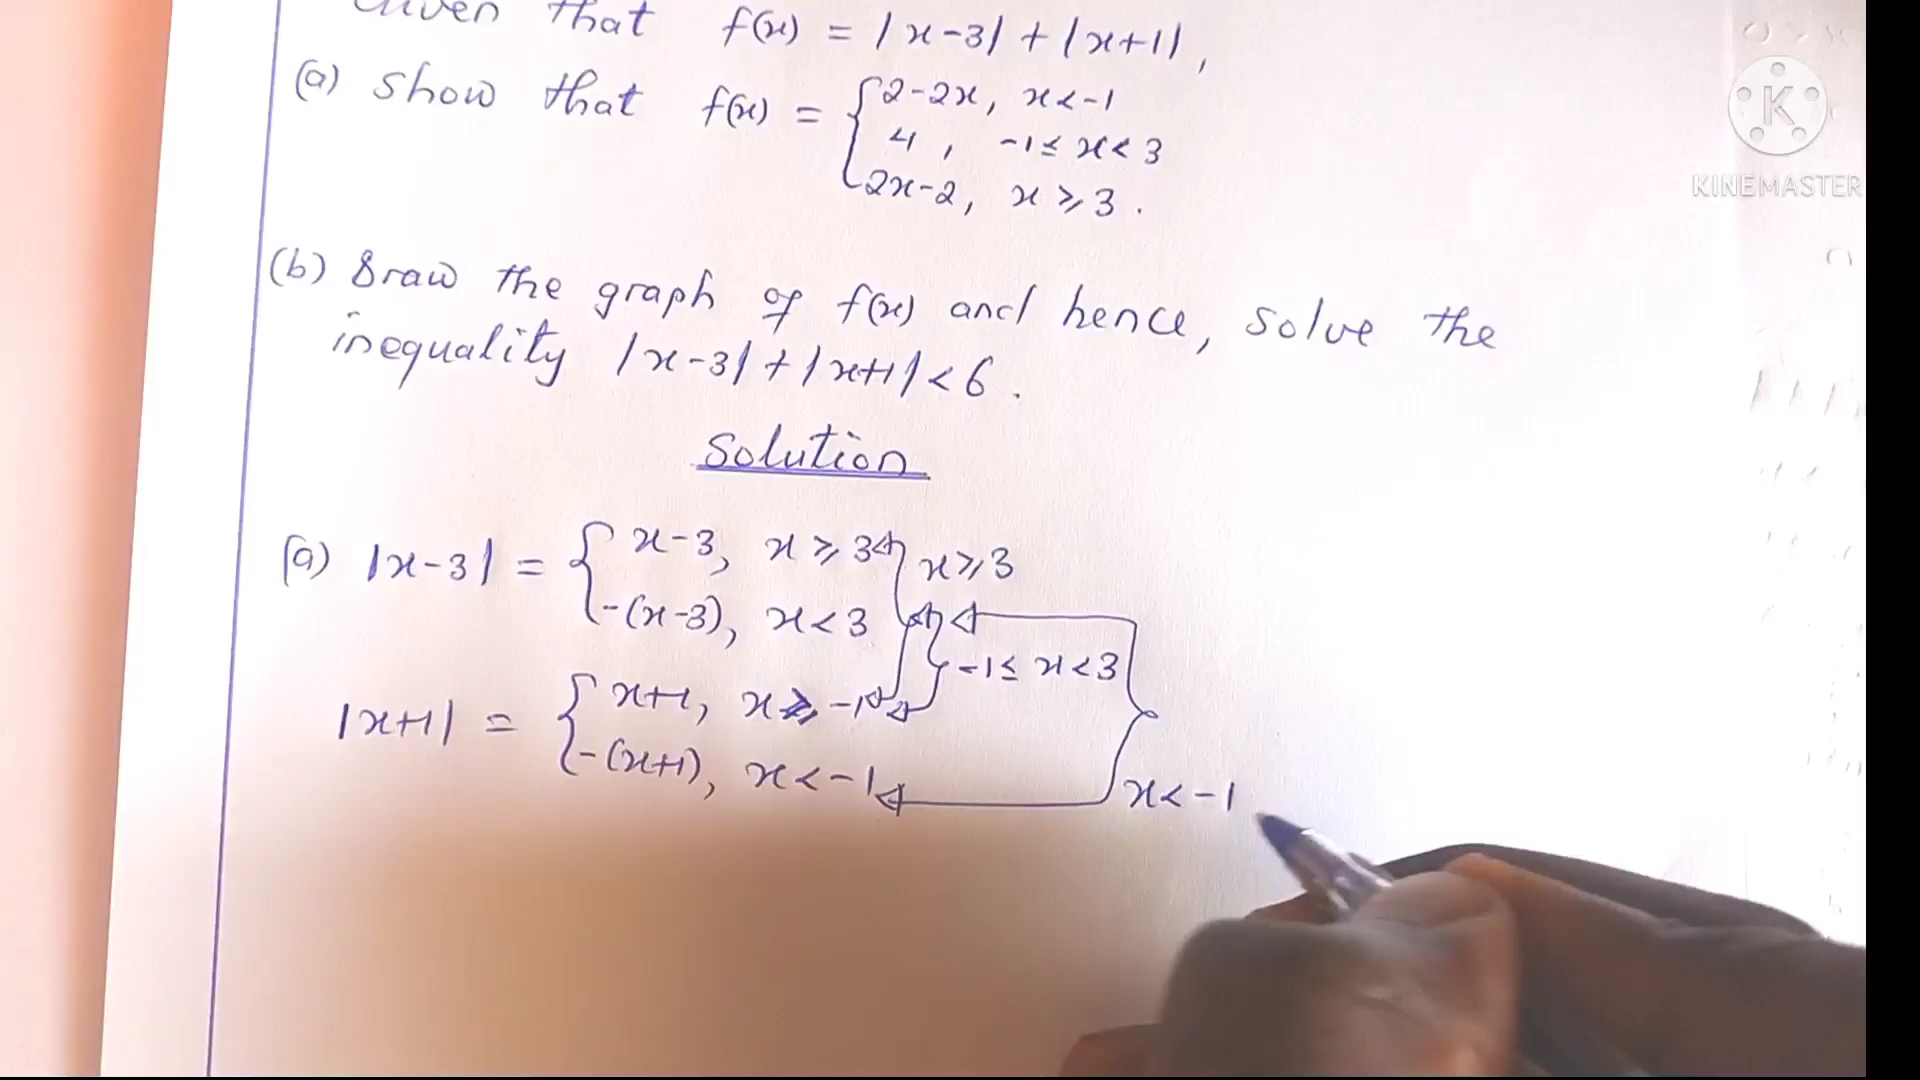 Given that f(x) = |x-3| + |x+1|,
(a) show that f(x) = { 2-2x, x < -1
4, -1 ≤ x < 3
2x-2, x ≥ 3.
(b) Draw the graph of f(x) and hence, solve the
inequality |x-3| + |x+1| < 6.
Solution
(a) |x-3| = { x-3, x ≥ 3 x ≥ 3
-(x-3), x < 3
-1 ≤ x < 3
|x+1| = { x+1, x ≥ -1
-(x+1), x < -1 x < -1
K
KINEMASTER